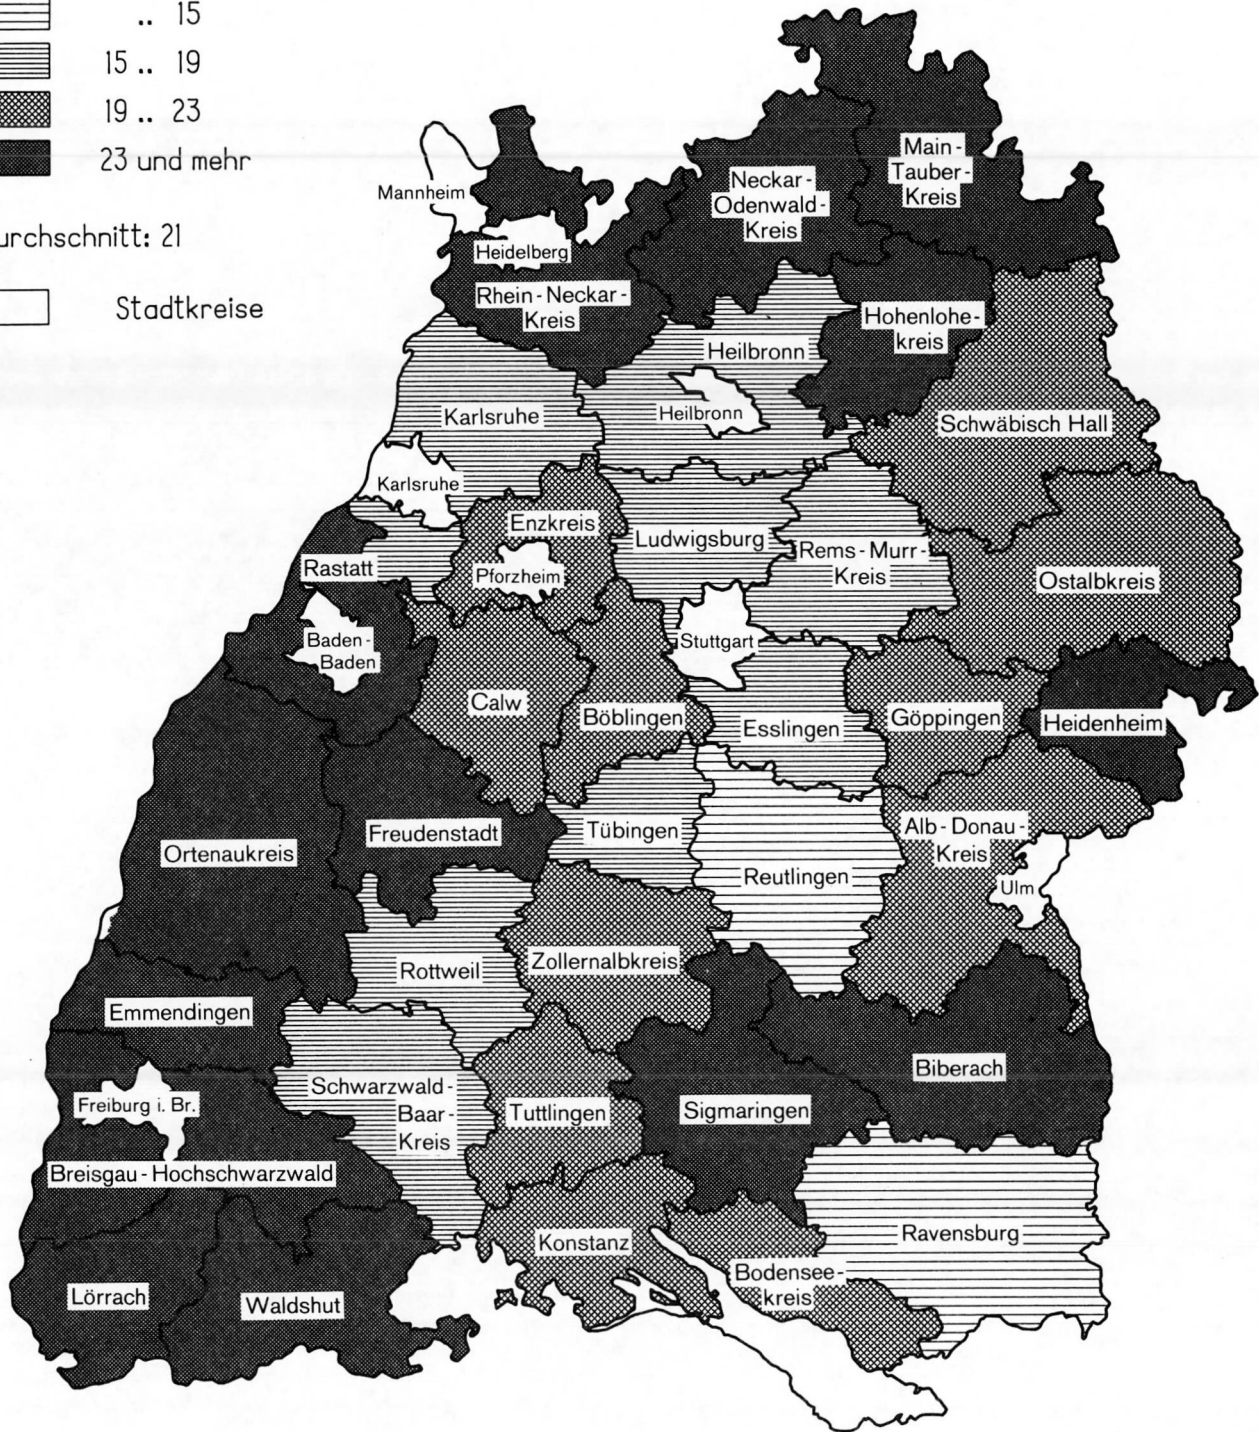 .. 15
15 .. 19
19 .. 23
23 und mehr
urchschnitt: 21
Stadtkreise
Main-
Tauber-
Kreis
Neckar-
Odenwald-
Kreis
Mannheim
Heidelberg
Rhein-Neckar-
Kreis
Hohenlohe-
kreis
Heilbronn
Heilbronn
Karlsruhe
Schwäbisch Hall
Karlsruhe
Enzkreis
Ludwigsburg
Rems-Murr-
Kreis
Rastatt
Pforzheim
Ostalbkreis
Baden-
Baden
Stuttgart
Calw
Böblingen
Esslingen
Göppingen
Heidenheim
Ortenaukreis
Freudenstadt
Tübingen
Reutlingen
Alb-Donau-
Kreis
Ulm
Rottweil
Zollernalbkreis
Emmendingen
Biberach
Freiburg i. Br.
Schwarzwald-
Baar-
Kreis
Tuttlingen
Sigmaringen
Breisgau-Hochschwarzwald
Konstanz
Ravensburg
Bodensee-
kreis
Lörrach
Waldshut